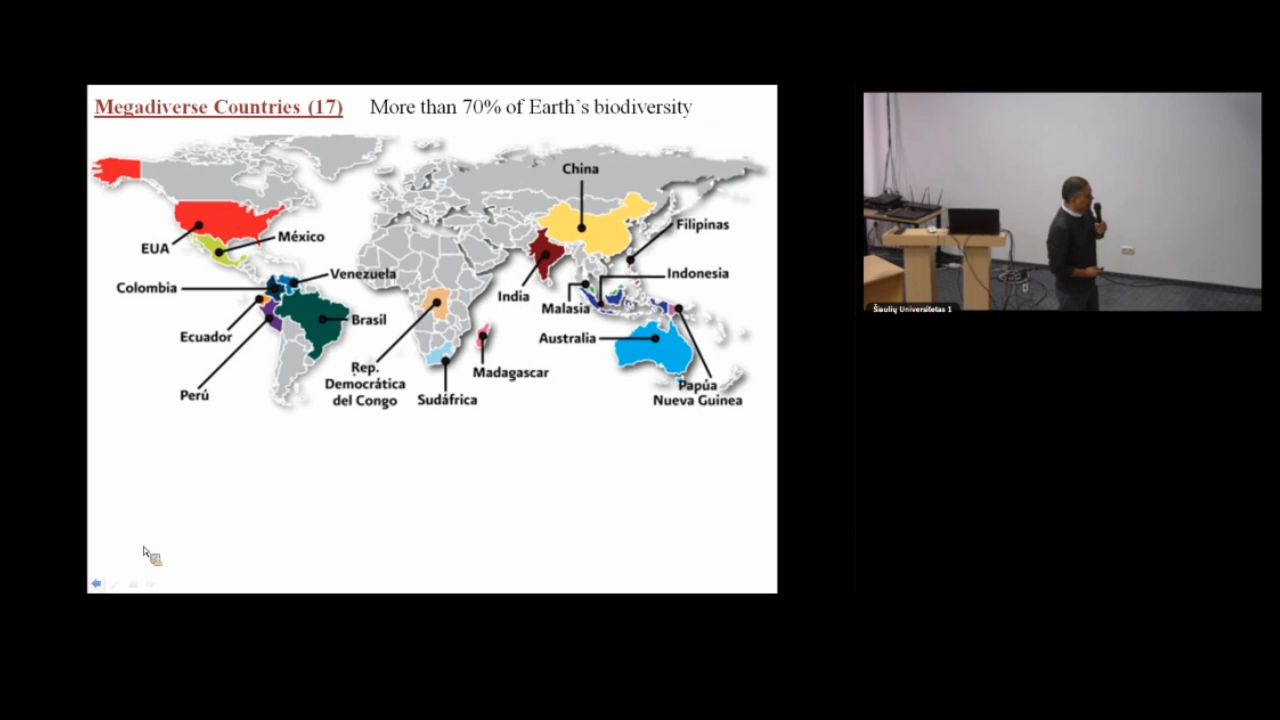 Megadiverse Countries (17) More than 70% of Earth's biodiversity
China
Filipinas
México
EUA
Venezuela
Indonesia
Colombia
India
Malasia
Brasil
Ecuador
Australia
Rep.
Democrática
del Congo
Madagascar
Perú
Sudáfrica
Papúa
Nueva Guinea
Šiaulių Universitetas 1